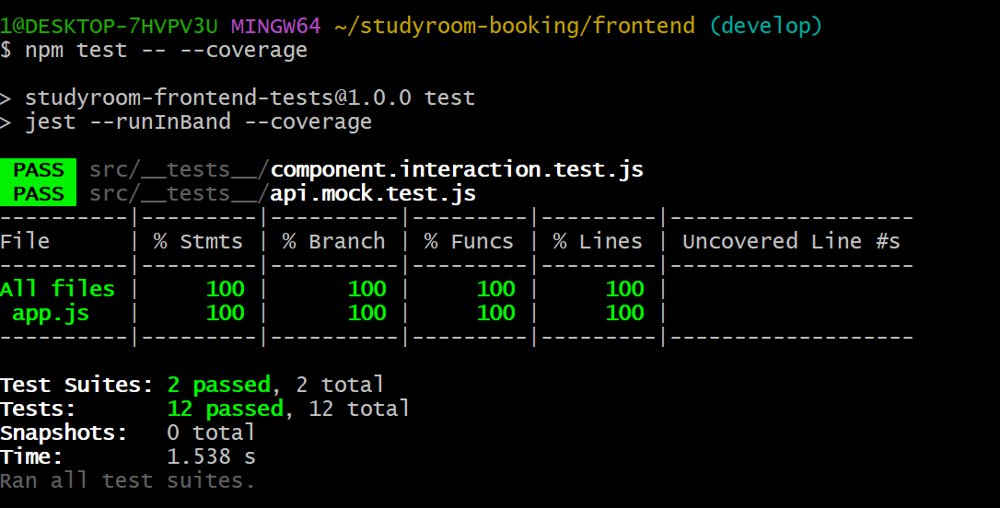 1@DESKTOP-7HVPV3U MINGW64 ~/studyroom-booking/frontend (develop)
$ npm test -- --coverage
> studyroom-frontend-tests@1.0.0 test
> jest --runInBand --coverage
PASS src/__tests__/component.interaction.test.js
PASS src/__tests__/api.mock.test.js
----------|---------|----------|---------|---------|-------------------
File      | % Stmts | % Branch | % Funcs | % Lines | Uncovered Line #s
----------|---------|----------|---------|---------|-------------------
All files |     100 |      100 |     100 |     100 |
 app.js   |     100 |      100 |     100 |     100 |
----------|---------|----------|---------|---------|-------------------
Test Suites: 2 passed, 2 total
Tests:       12 passed, 12 total
Snapshots:   0 total
Time:        1.538 s
Ran all test suites.